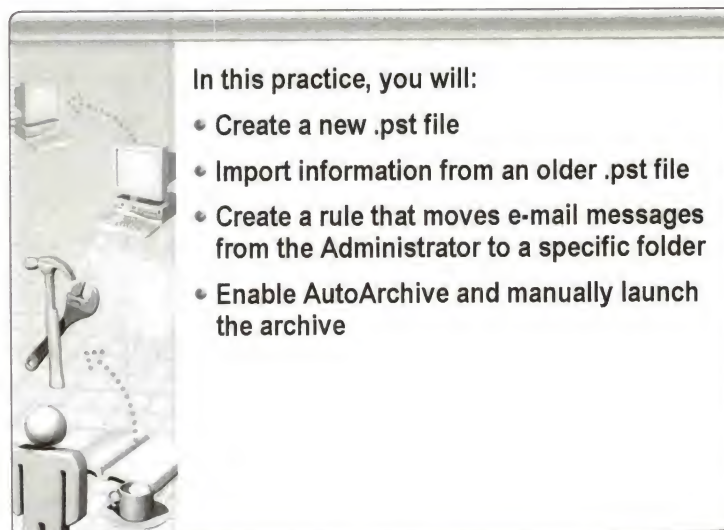 In this practice, you will:
• Create a new .pst file
• Import information from an older .pst file
• Create a rule that moves e-mail messages
from the Administrator to a specific folder
• Enable AutoArchive and manually launch
the archive